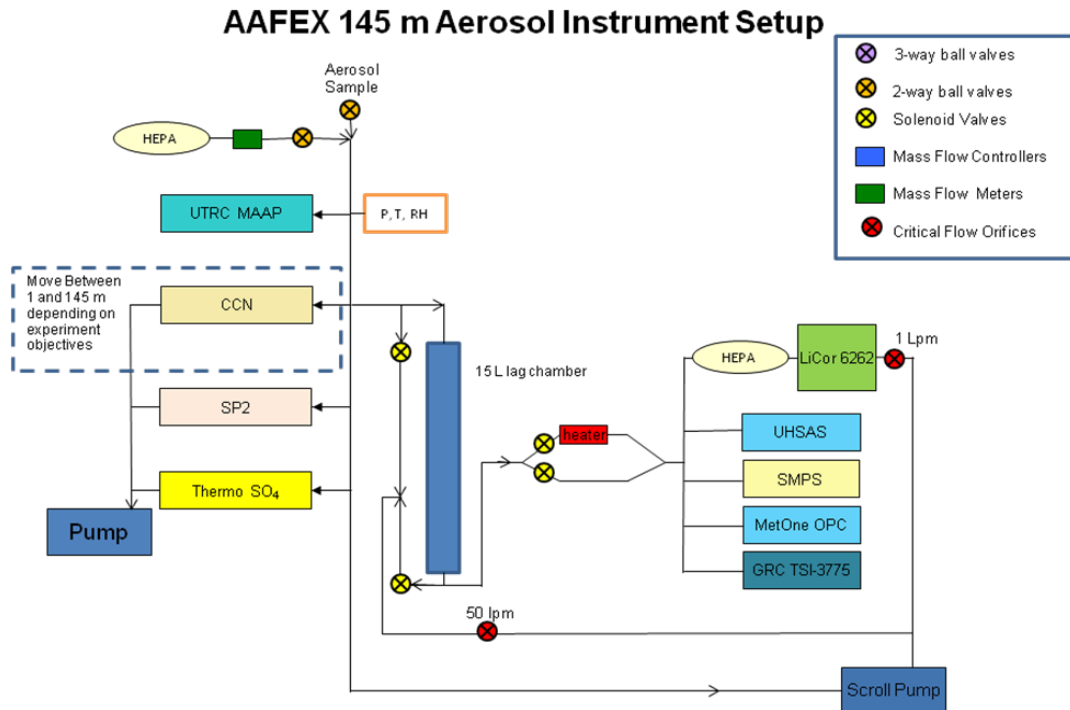 AAFEX 145 m Aerosol Instrument Setup
3-way ball valves
2-way ball valves
Solenoid Valves
Mass Flow Controllers
Mass Flow Meters
Critical Flow Orifices
Aerosol
Sample
HEPA
UTRC MAAP
P, T, RH
Move Between
1 and 145 m
depending on
experiment
objectives
CCN
15 L lag chamber
SP2
Thermo SO₄
Pump
heater
HEPA
LiCor 6262
1 Lpm
UHSAS
SMPS
MetOne OPC
GRC TSI-3775
50 lpm
Scroll Pump